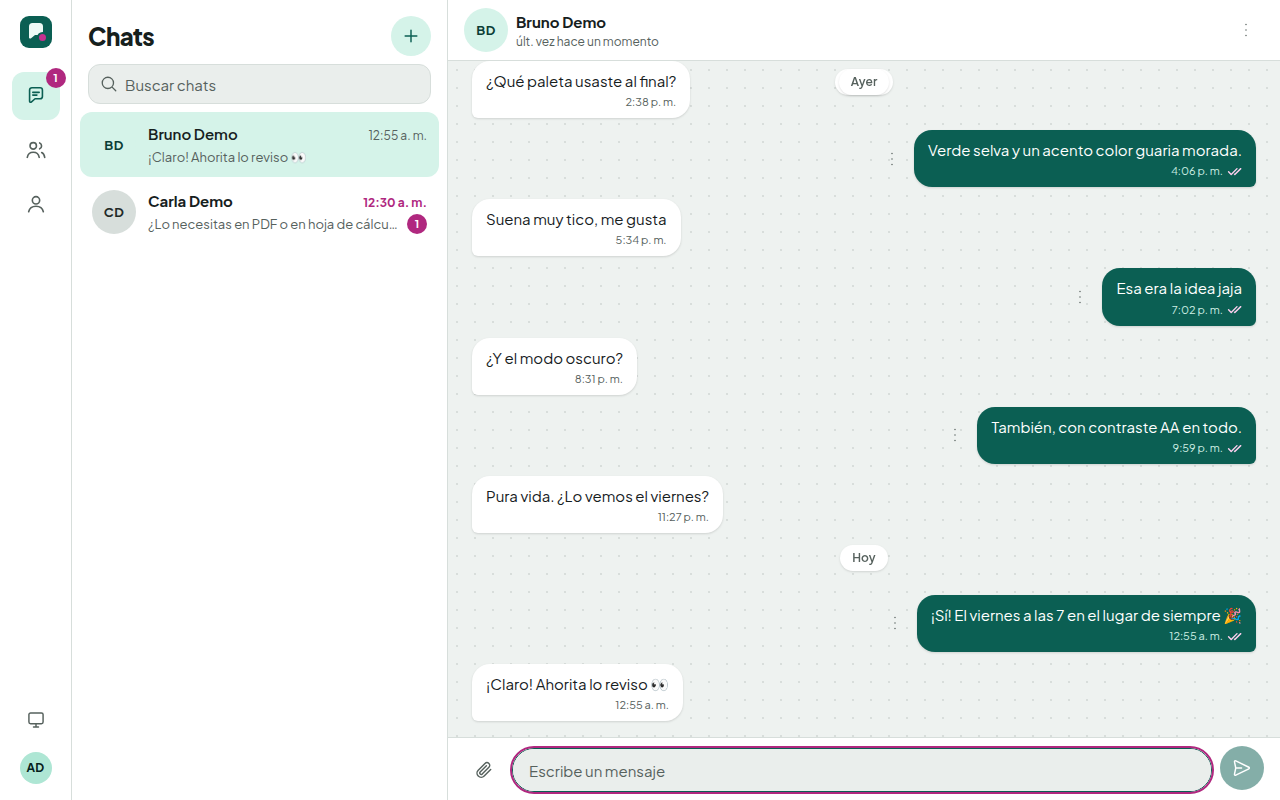 1
Chats
Buscar chats
BD
Bruno Demo
12:55 a. m.
¡Claro! Ahorita lo reviso 👀
CD
Carla Demo
12:30 a. m.
¿Lo necesitas en PDF o en hoja de cálcu...
1
AD
BD
Bruno Demo
últ. vez hace un momento
Ayer
¿Qué paleta usaste al final?
2:38 p. m.
Verde selva y un acento color guaria morada.
4:06 p. m.
Suena muy tico, me gusta
5:34 p. m.
Esa era la idea jaja
7:02 p. m.
¿Y el modo oscuro?
8:31 p. m.
También, con contraste AA en todo.
9:59 p. m.
Pura vida. ¿Lo vemos el viernes?
11:27 p. m.
Hoy
¡Sí! El viernes a las 7 en el lugar de siempre 🎉
12:55 a. m.
¡Claro! Ahorita lo reviso 👀
12:55 a. m.
Escribe un mensaje